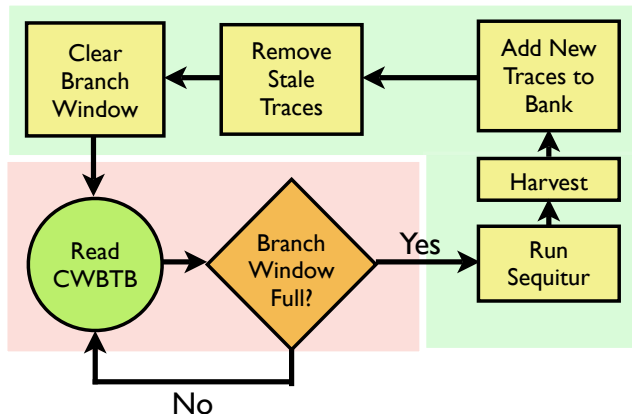 Clear
Branch
Window
Remove
Stale
Traces
Add New
Traces to
Bank
Harvest
Run
Sequitur
Read
CWBTB
Branch
Window
Full?
Yes
No